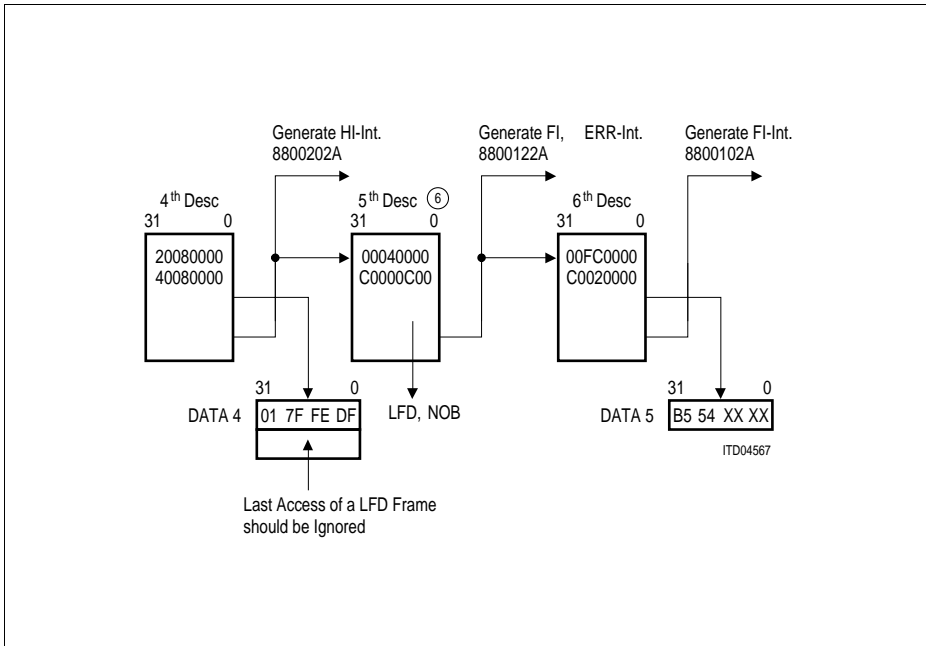 Generate HI-Int.
8800202A
Generate FI, ERR-Int.
8800122A
Generate FI-Int.
8800102A
4th Desc
31 0
20080000
40080000
5th Desc 6
31 0
00040000
C0000C00
6th Desc
31 0
00FC0000
C0020000
31 0
DATA 4 01 7F FE DF
LFD, NOB
31 0
DATA 5 B5 54 XX XX
ITD04567
Last Access of a LFD Frame
should be Ignored